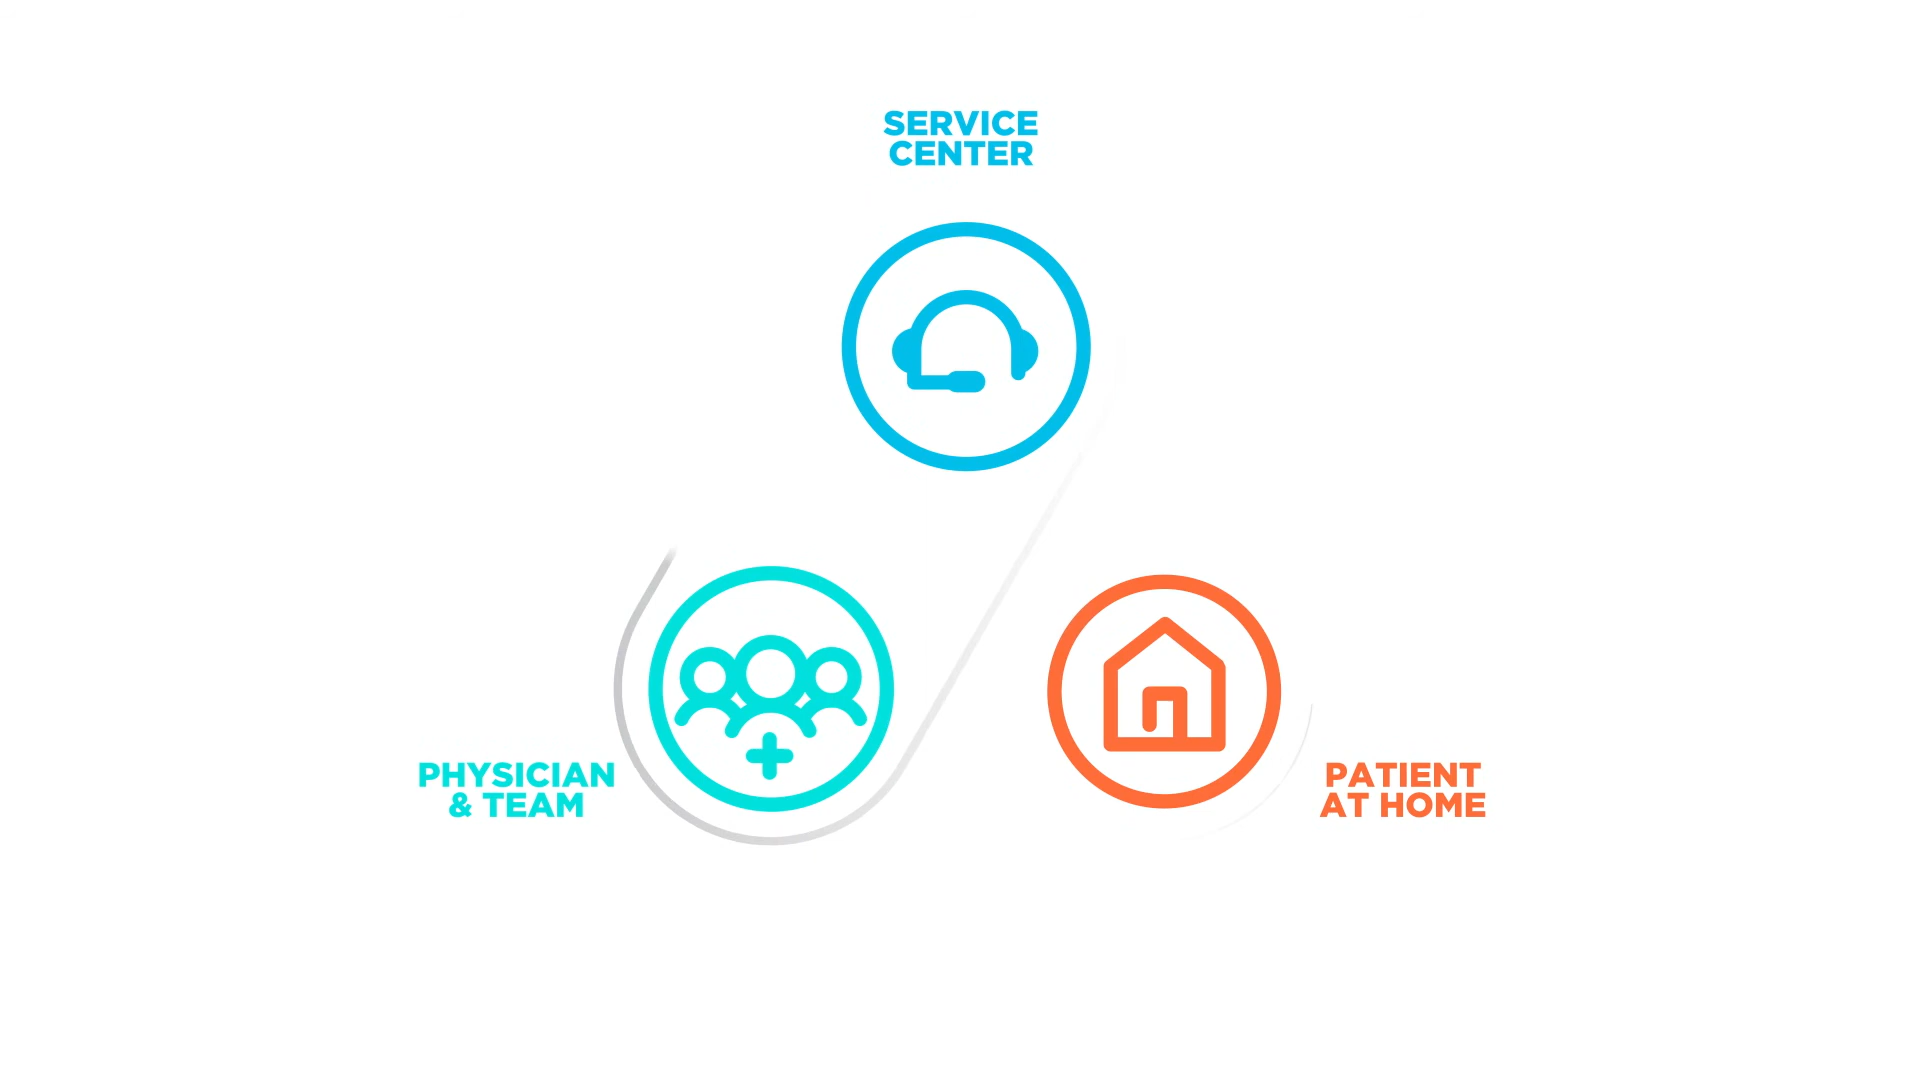 SERVICE
CENTER
PHYSICIAN
& TEAM
PATIENT
AT HOME